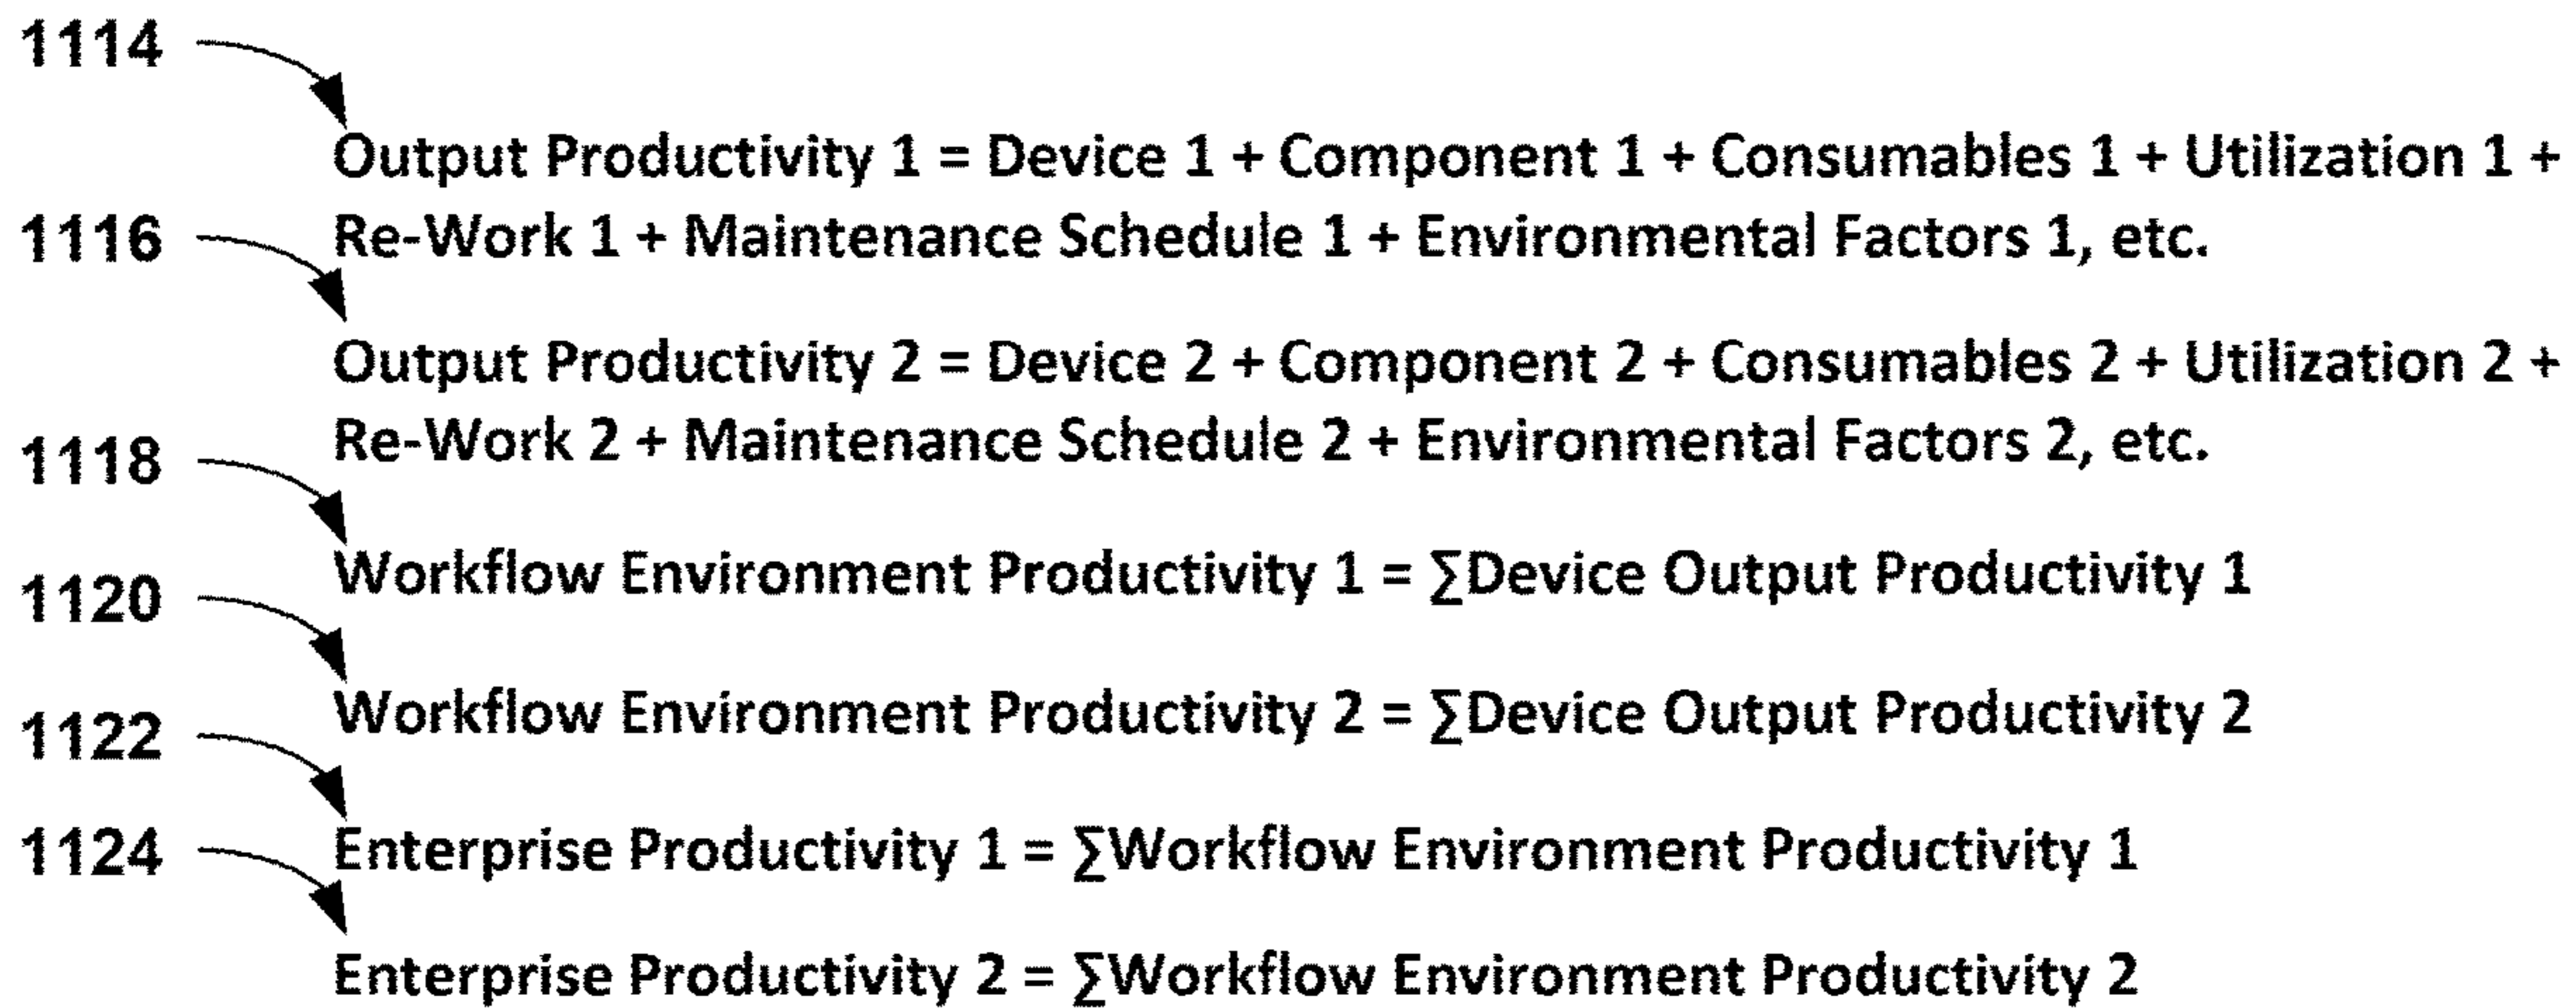 1114
Output Productivity 1 = Device 1 + Component 1 + Consumables 1 + Utilization 1 +
1116
Re-Work 1 + Maintenance Schedule 1 + Environmental Factors 1, etc.
Output Productivity 2 = Device 2 + Component 2 + Consumables 2 + Utilization 2 +
1118
Re-Work 2 + Maintenance Schedule 2 + Environmental Factors 2, etc.
Workflow Environment Productivity 1 = ∑Device Output Productivity 1
1120
Workflow Environment Productivity 2 = ∑Device Output Productivity 2
1122
Enterprise Productivity 1 = ∑Workflow Environment Productivity 1
1124
Enterprise Productivity 2 = ∑Workflow Environment Productivity 2